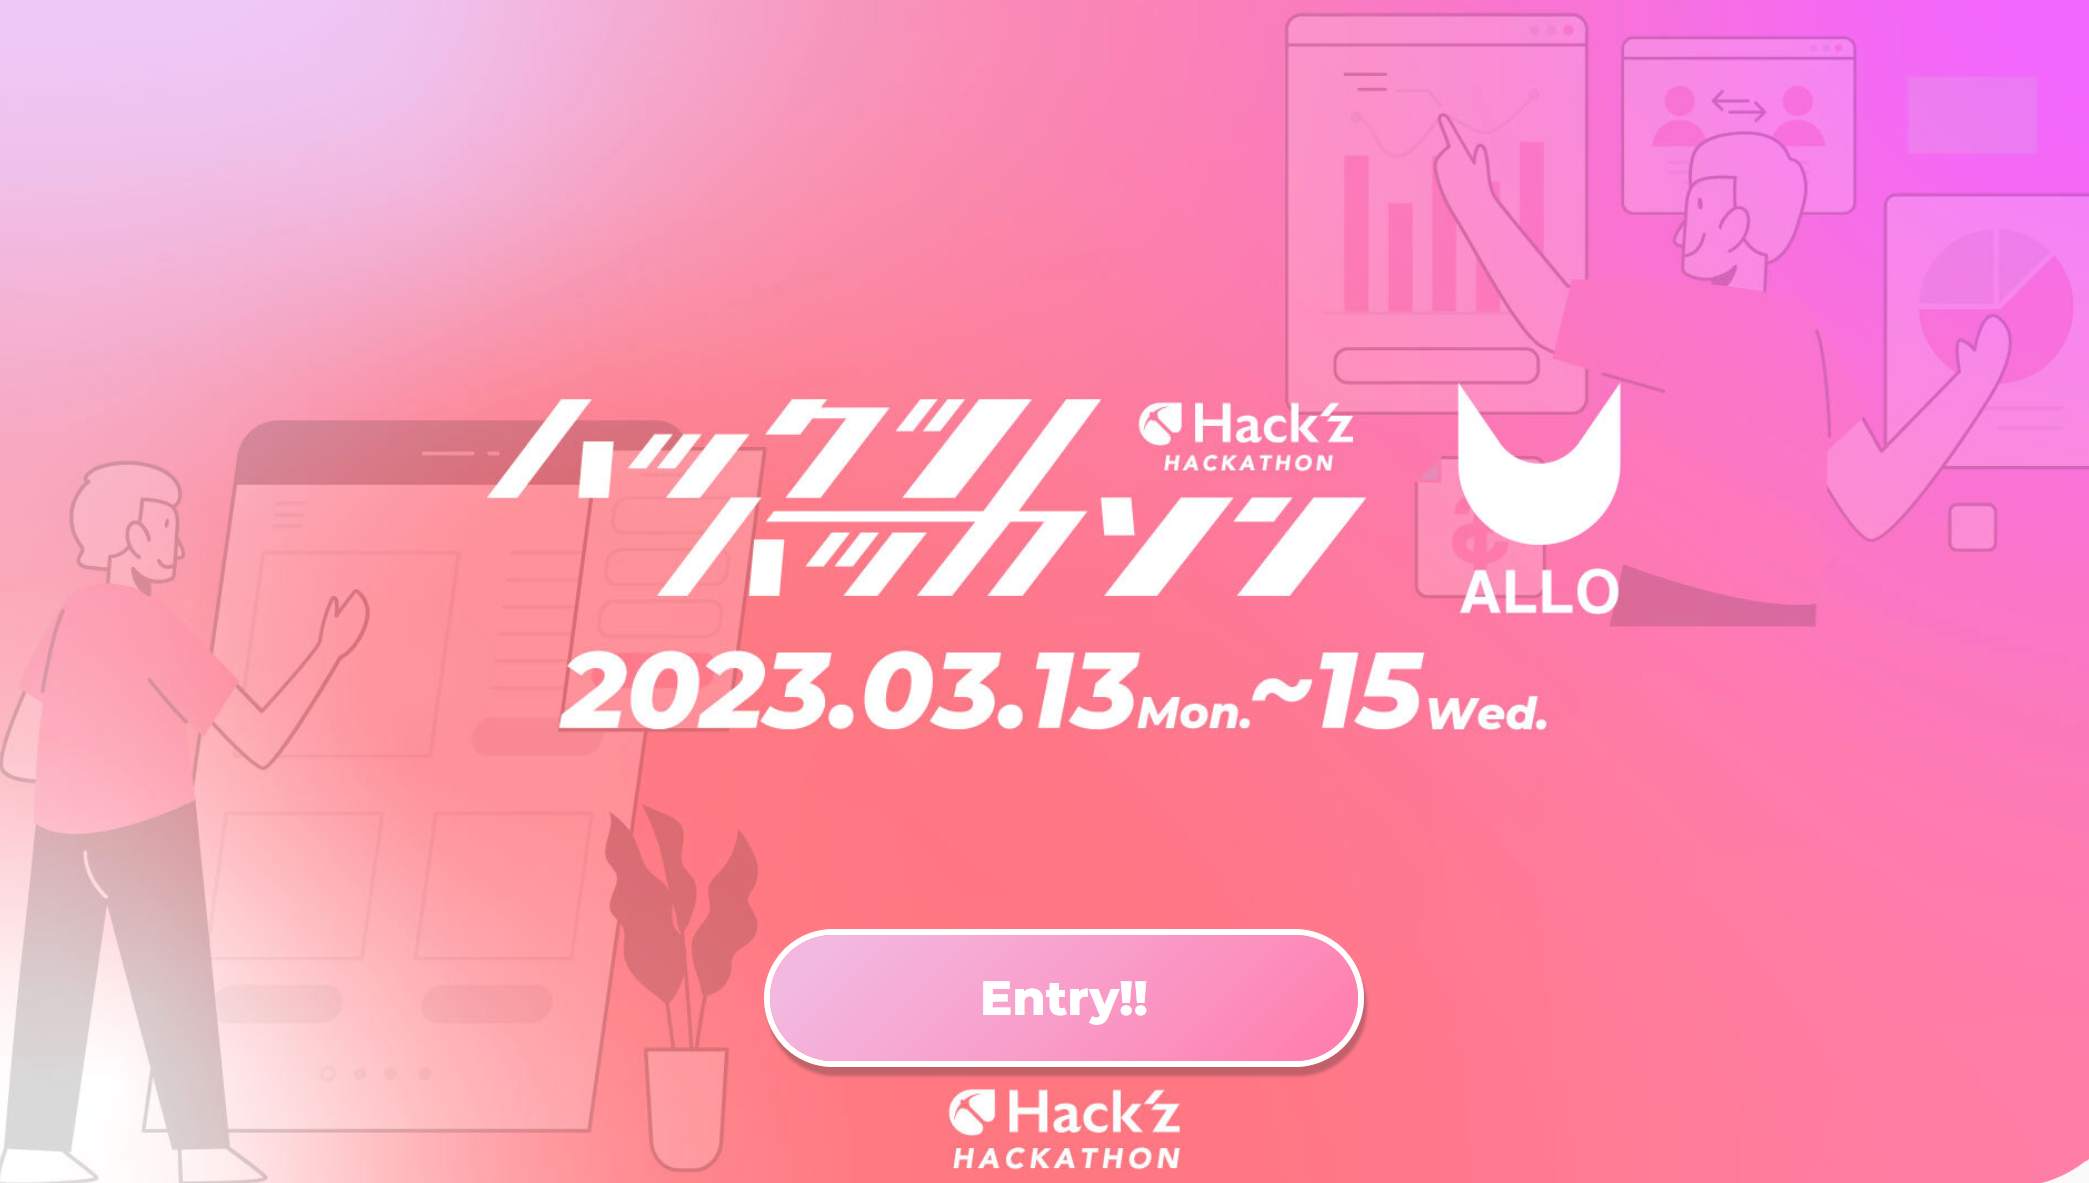 ハックツ
ハッカソン
Hack'z
HACKATHON
ALLO
2023.03.13Mon.~15Wed.
Entry!!
Hack'z
HACKATHON